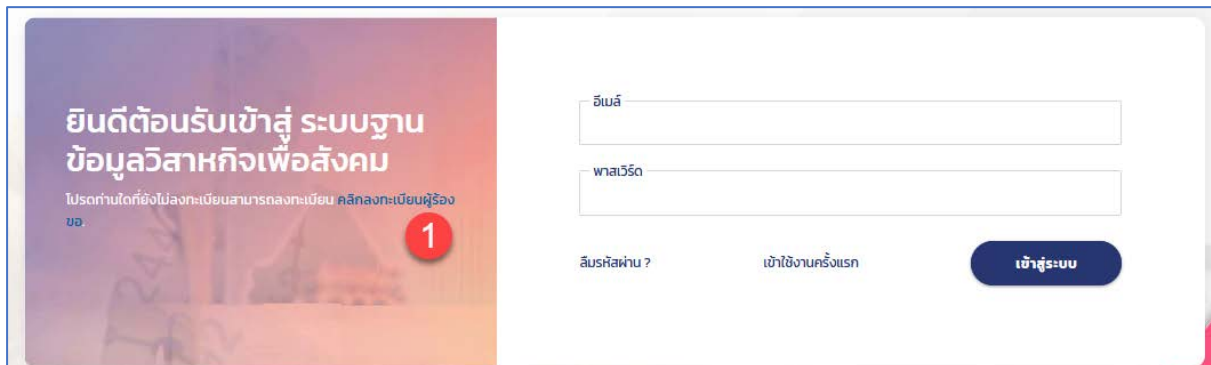 ยินดีต้อนรับเข้าสู่ ระบบฐาน
ข้อมูลวิสาหกิจเพื่อสังคม
โปรดท่านใดที่ยังไม่ลงทะเบียนสามารถลงทะเบียน คลิกลงทะเบียนผู้ร้อง
ขอ.
1
อีเมล์
พาสเวิร์ด
ลืมรหัสผ่าน ?
เข้าใช้งานครั้งแรก
เข้าสู่ระบบ